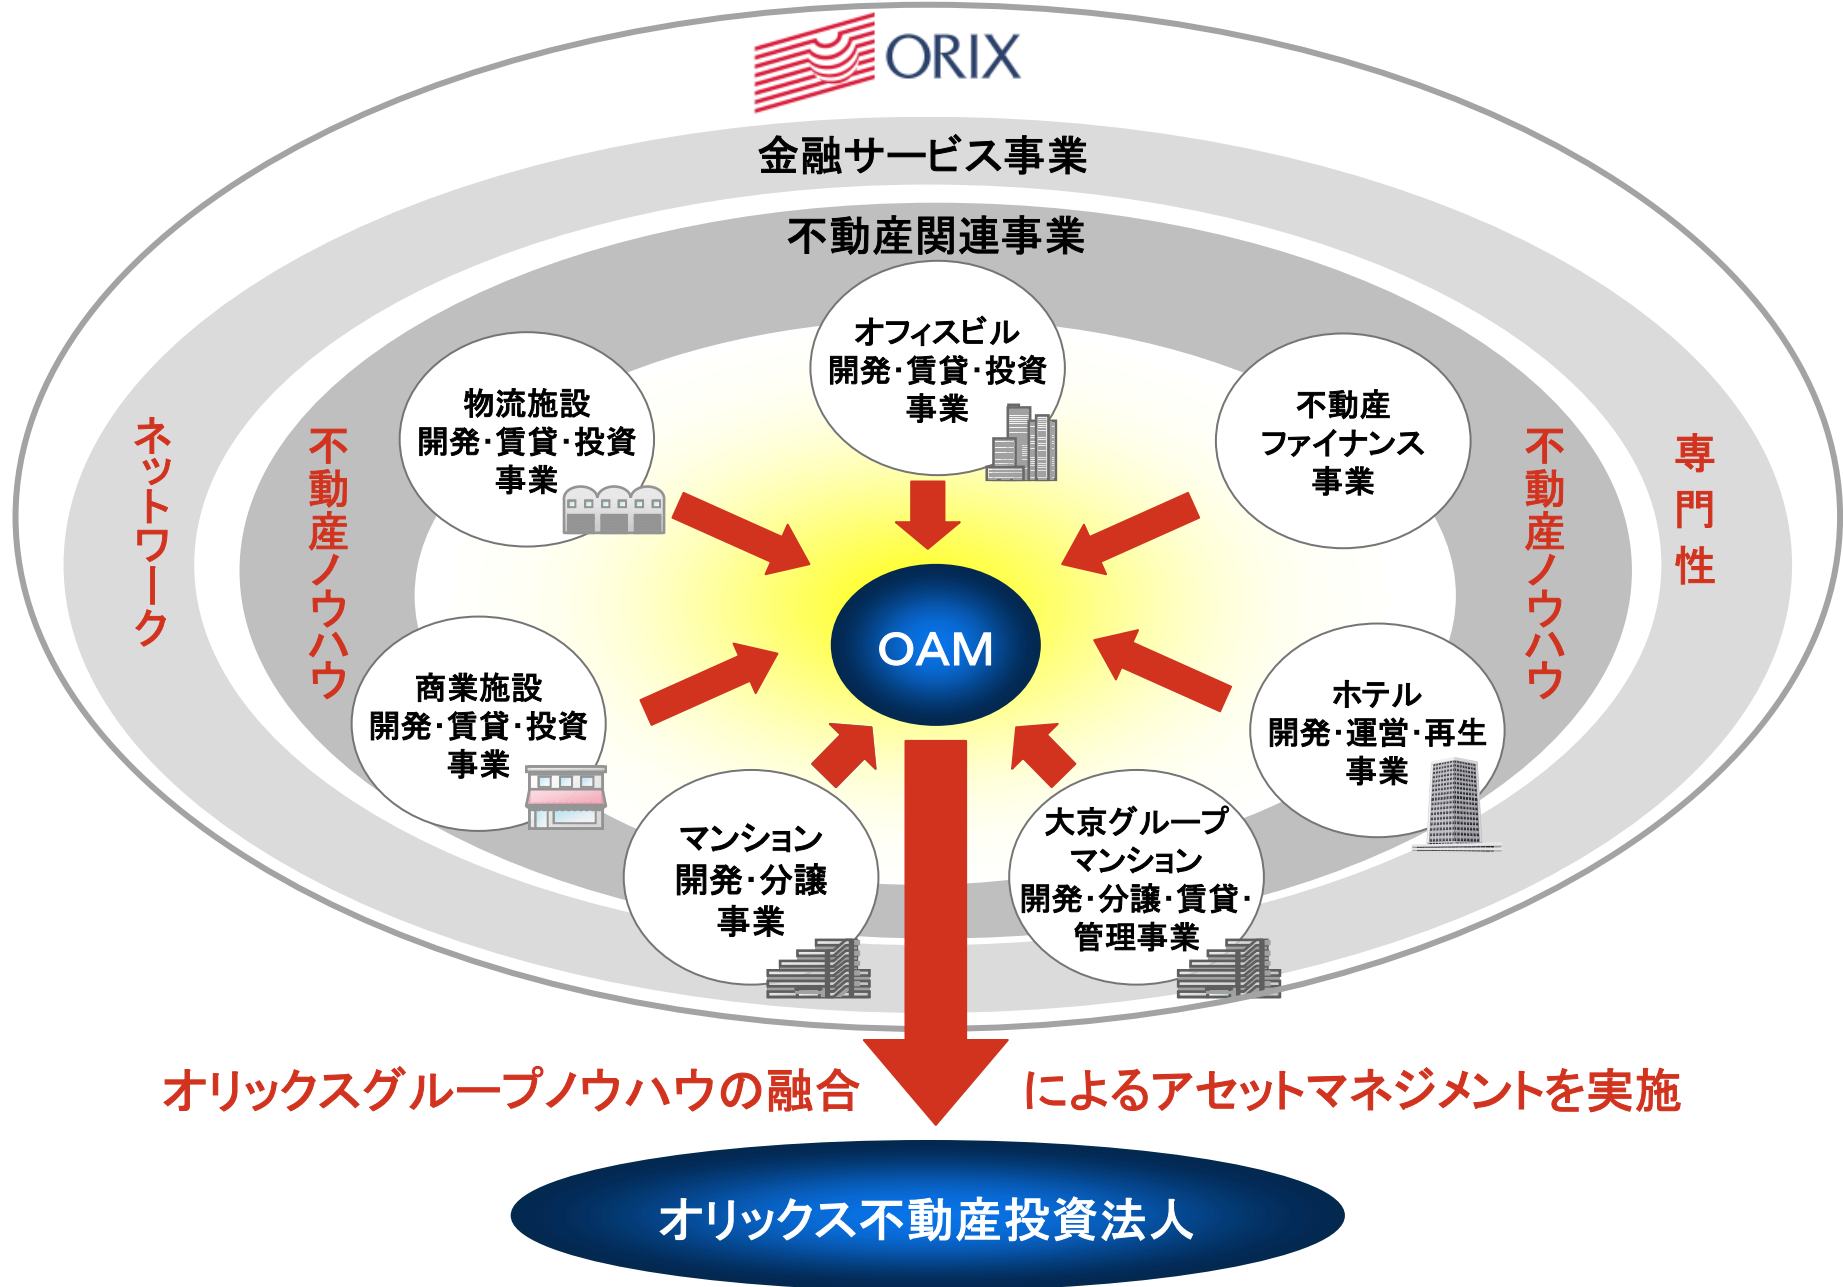 ORIX
金融サービス事業
不動産関連事業
オフィスビル
開発・賃貸・投資
事業
物流施設
開発・賃貸・投資
事業
不動産
ファイナンス
事業
ネットワーク
不動産ノウハウ
不動産ノウハウ
専門性
OAM
商業施設
開発・賃貸・投資
事業
ホテル
開発・運営・再生
事業
マンション
開発・分譲
事業
大京グループ
マンション
開発・分譲・賃貸・
管理事業
オリックスグループノウハウの融合
によるアセットマネジメントを実施
オリックス不動産投資法人